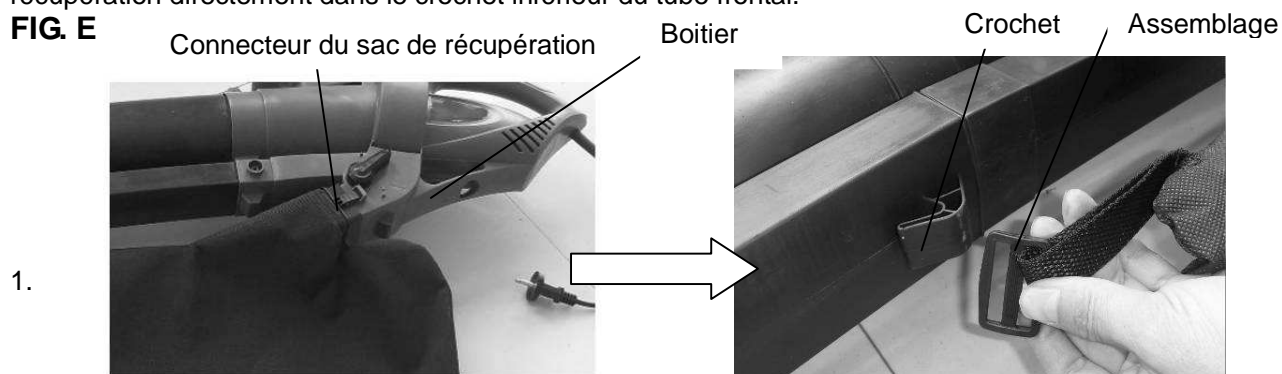 récupération directement dans le crochet inférieur du tube frontal.
FIG. E
Connecteur du sac de récupération
Boitier
Crochet
Assemblage
1.